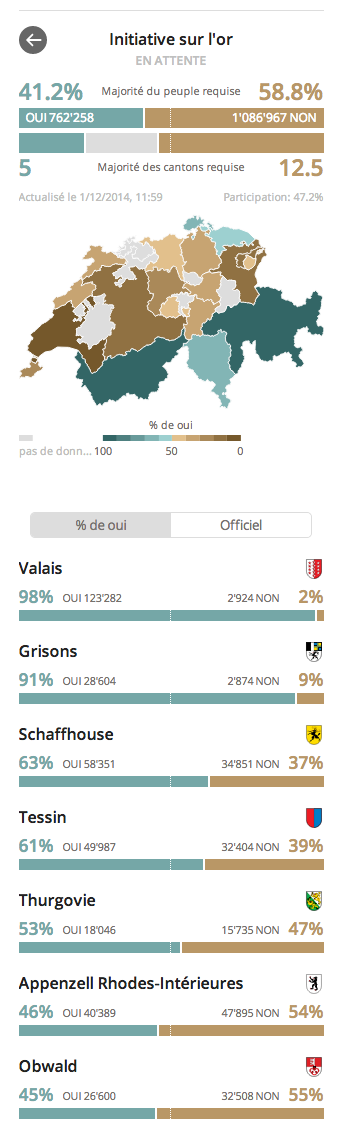 Initiative sur l'or
EN ATTENTE
41.2% Majorité du peuple requise 58.8%
OUI 762'258 1'086'967 NON
5 Majorité des cantons requise 12.5
Actualisé le 1/12/2014, 11:59 Participation: 47.2%
% de oui
pas de donn... 100 50 0
% de oui Officiel
Valais
98% OUI 123'282 2'924 NON 2%
Grisons
91% OUI 28'604 2'874 NON 9%
Schaffhouse
63% OUI 58'351 34'851 NON 37%
Tessin
61% OUI 49'987 32'404 NON 39%
Thurgovie
53% OUI 18'046 15'735 NON 47%
Appenzell Rhodes-Intérieures
46% OUI 40'389 47'895 NON 54%
Obwald
45% OUI 26'600 32'508 NON 55%